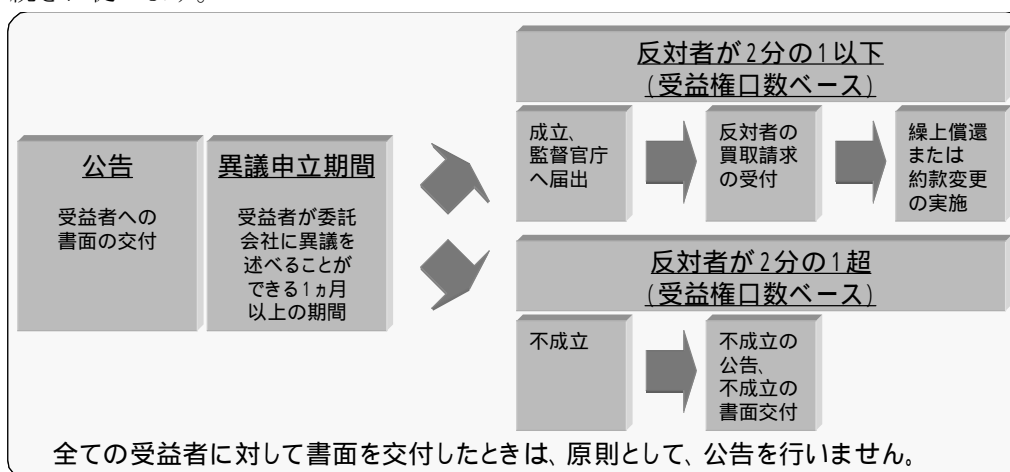 公告
受益者への
書面の交付
異議申立期間
受益者が委託
会社に異議を
述べることが
できる1ヵ月
以上の期間
反対者が2分の1以下
(受益権口数ベース)
成立、
監督官庁
へ届出
反対者の
買取請求
の受付
繰上償還
または
約款変更
の実施
反対者が2分の1超
(受益権口数ベース)
不成立
不成立の
公告、
不成立の
書面交付
全ての受益者に対して書面を交付したときは、原則として、公告を行いません。